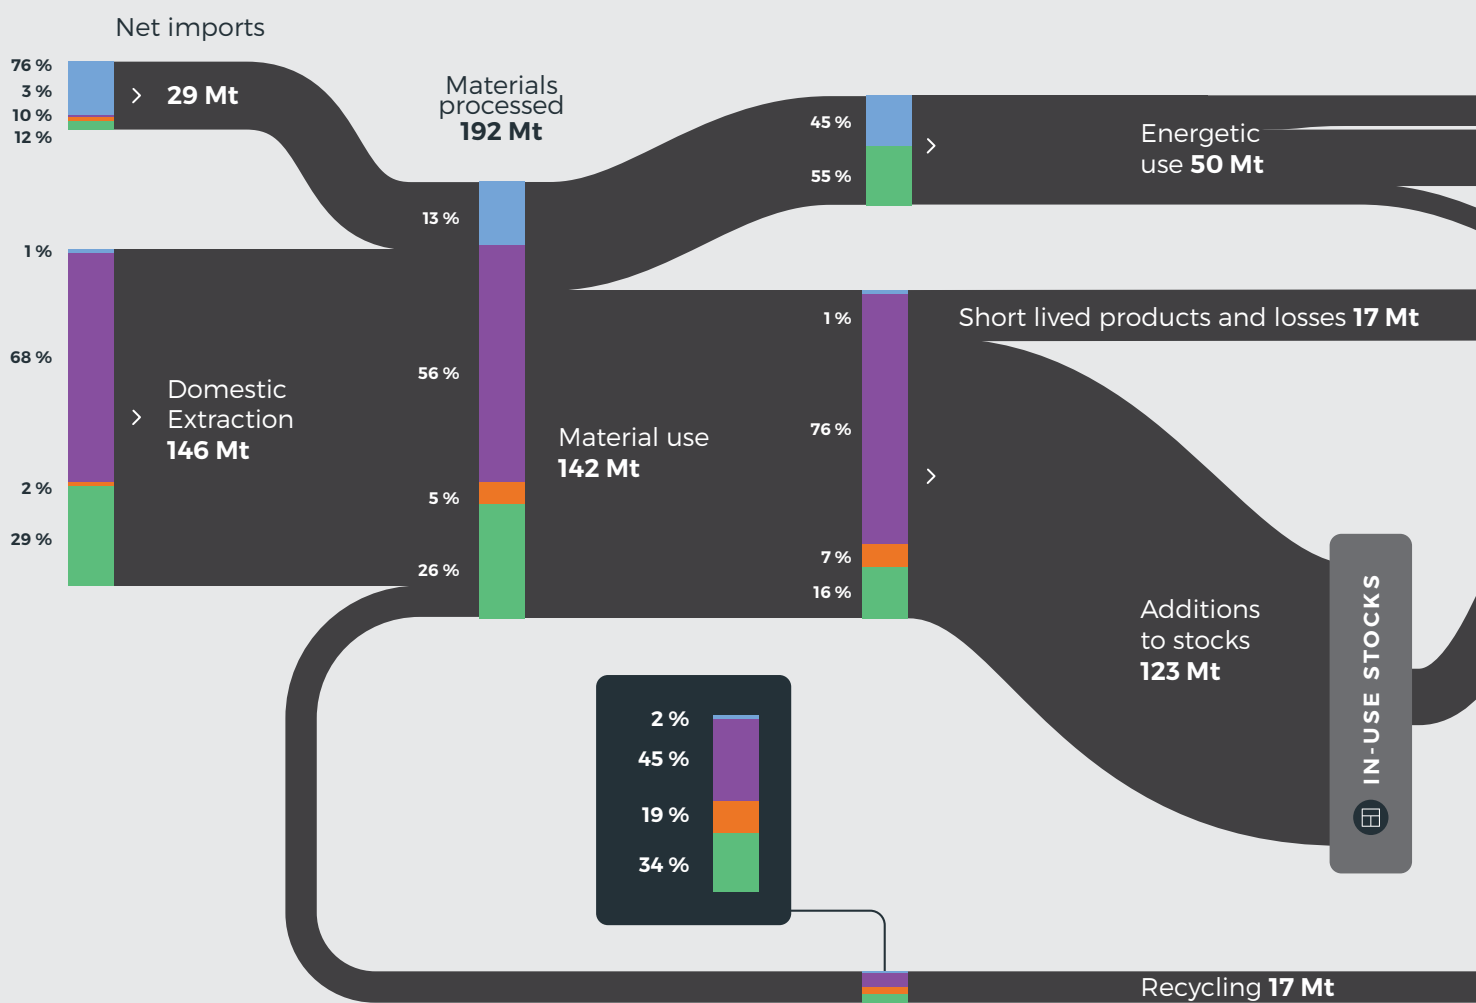 Net imports
76 %
3 %
10 %
12 %
29 Mt
Materials
processed
192 Mt
1 %
68 %
2 %
29 %
Domestic
Extraction
146 Mt
13 %
56 %
5 %
26 %
Material use
142 Mt
45 %
55 %
Energetic
use 50 Mt
1 %
76 %
7 %
16 %
Short lived products and losses 17 Mt
Additions
to stocks
123 Mt
IN-USE STOCKS
2 %
45 %
19 %
34 %
Recycling 17 Mt